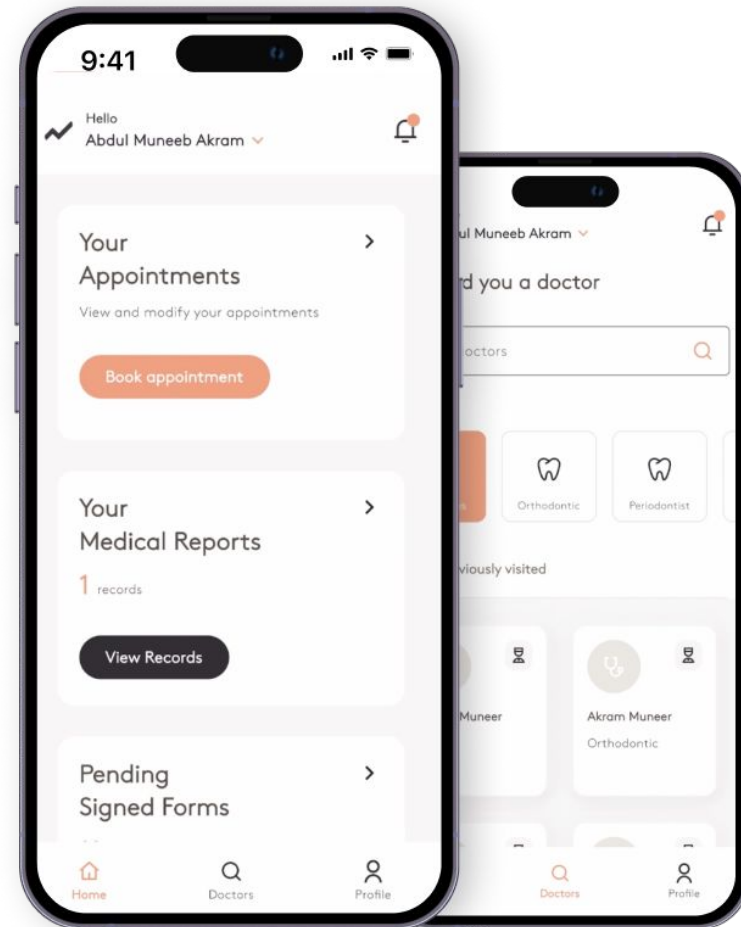 9:41
Hello
Abdul Muneeb Akram
Your
Appointments
View and modify your appointments
Book appointment
Your
Medical Reports
1 records
View Records
Pending
Signed Forms
Home
Doctors
Profile
ul Muneeb Akram
d you a doctor
octors
Orthodontic
Periodontist
viously visited
Muneer
Akram Muneer
Orthodontic
Doctors
Profile